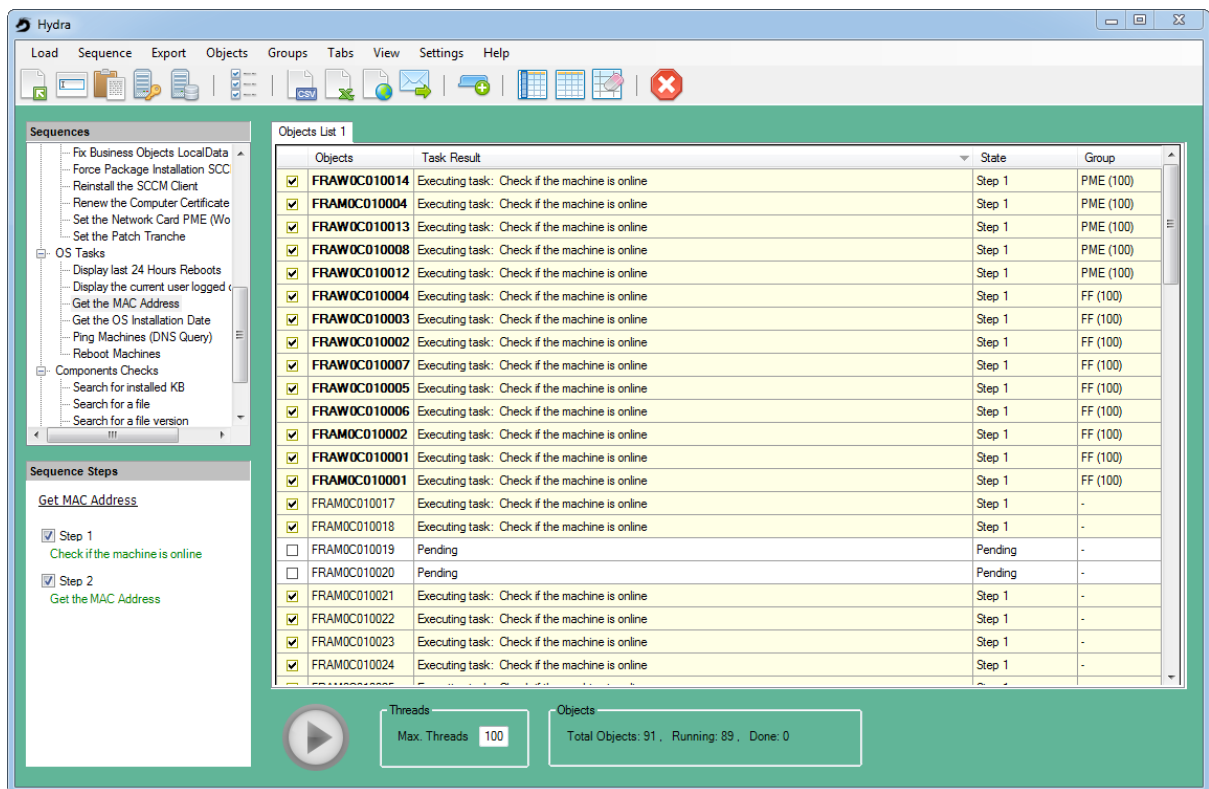 Hydra
Load Sequence Export Objects Groups Tabs View Settings Help
CSV
Sequences
Fix Business Objects LocalData
Force Package Installation SCC
Reinstall the SCCM Client
Renew the Computer Certificate
Set the Network Card PME (Wo
Set the Patch Tranche
OS Tasks
Display last 24 Hours Reboots
Display the current user logged
Get the MAC Address
Get the OS Installation Date
Ping Machines (DNS Query)
Reboot Machines
Components Checks
Search for installed KB
Search for a file
Search for a file version
Sequence Steps
Get MAC Address
Step 1
Check if the machine is online
Step 2
Get the MAC Address
Objects List 1
Objects Task Result State Group
FRAW0C010014 Executing task: Check if the machine is online Step 1 PME (100)
FRAM0C010004 Executing task: Check if the machine is online Step 1 PME (100)
FRAW0C010013 Executing task: Check if the machine is online Step 1 PME (100)
FRAW0C010008 Executing task: Check if the machine is online Step 1 PME (100)
FRAW0C010012 Executing task: Check if the machine is online Step 1 PME (100)
FRAW0C010004 Executing task: Check if the machine is online Step 1 FF (100)
FRAW0C010003 Executing task: Check if the machine is online Step 1 FF (100)
FRAW0C010002 Executing task: Check if the machine is online Step 1 FF (100)
FRAW0C010007 Executing task: Check if the machine is online Step 1 FF (100)
FRAW0C010005 Executing task: Check if the machine is online Step 1 FF (100)
FRAW0C010006 Executing task: Check if the machine is online Step 1 FF (100)
FRAM0C010002 Executing task: Check if the machine is online Step 1 FF (100)
FRAW0C010001 Executing task: Check if the machine is online Step 1 FF (100)
FRAM0C010001 Executing task: Check if the machine is online Step 1 FF (100)
FRAM0C010017 Executing task: Check if the machine is online Step 1 -
FRAM0C010018 Executing task: Check if the machine is online Step 1 -
FRAM0C010019 Pending Pending -
FRAM0C010020 Pending Pending -
FRAM0C010021 Executing task: Check if the machine is online Step 1 -
FRAM0C010022 Executing task: Check if the machine is online Step 1 -
FRAM0C010023 Executing task: Check if the machine is online Step 1 -
FRAM0C010024 Executing task: Check if the machine is online Step 1 -
Threads
Max. Threads 100
Objects
Total Objects: 91 , Running: 89 , Done: 0